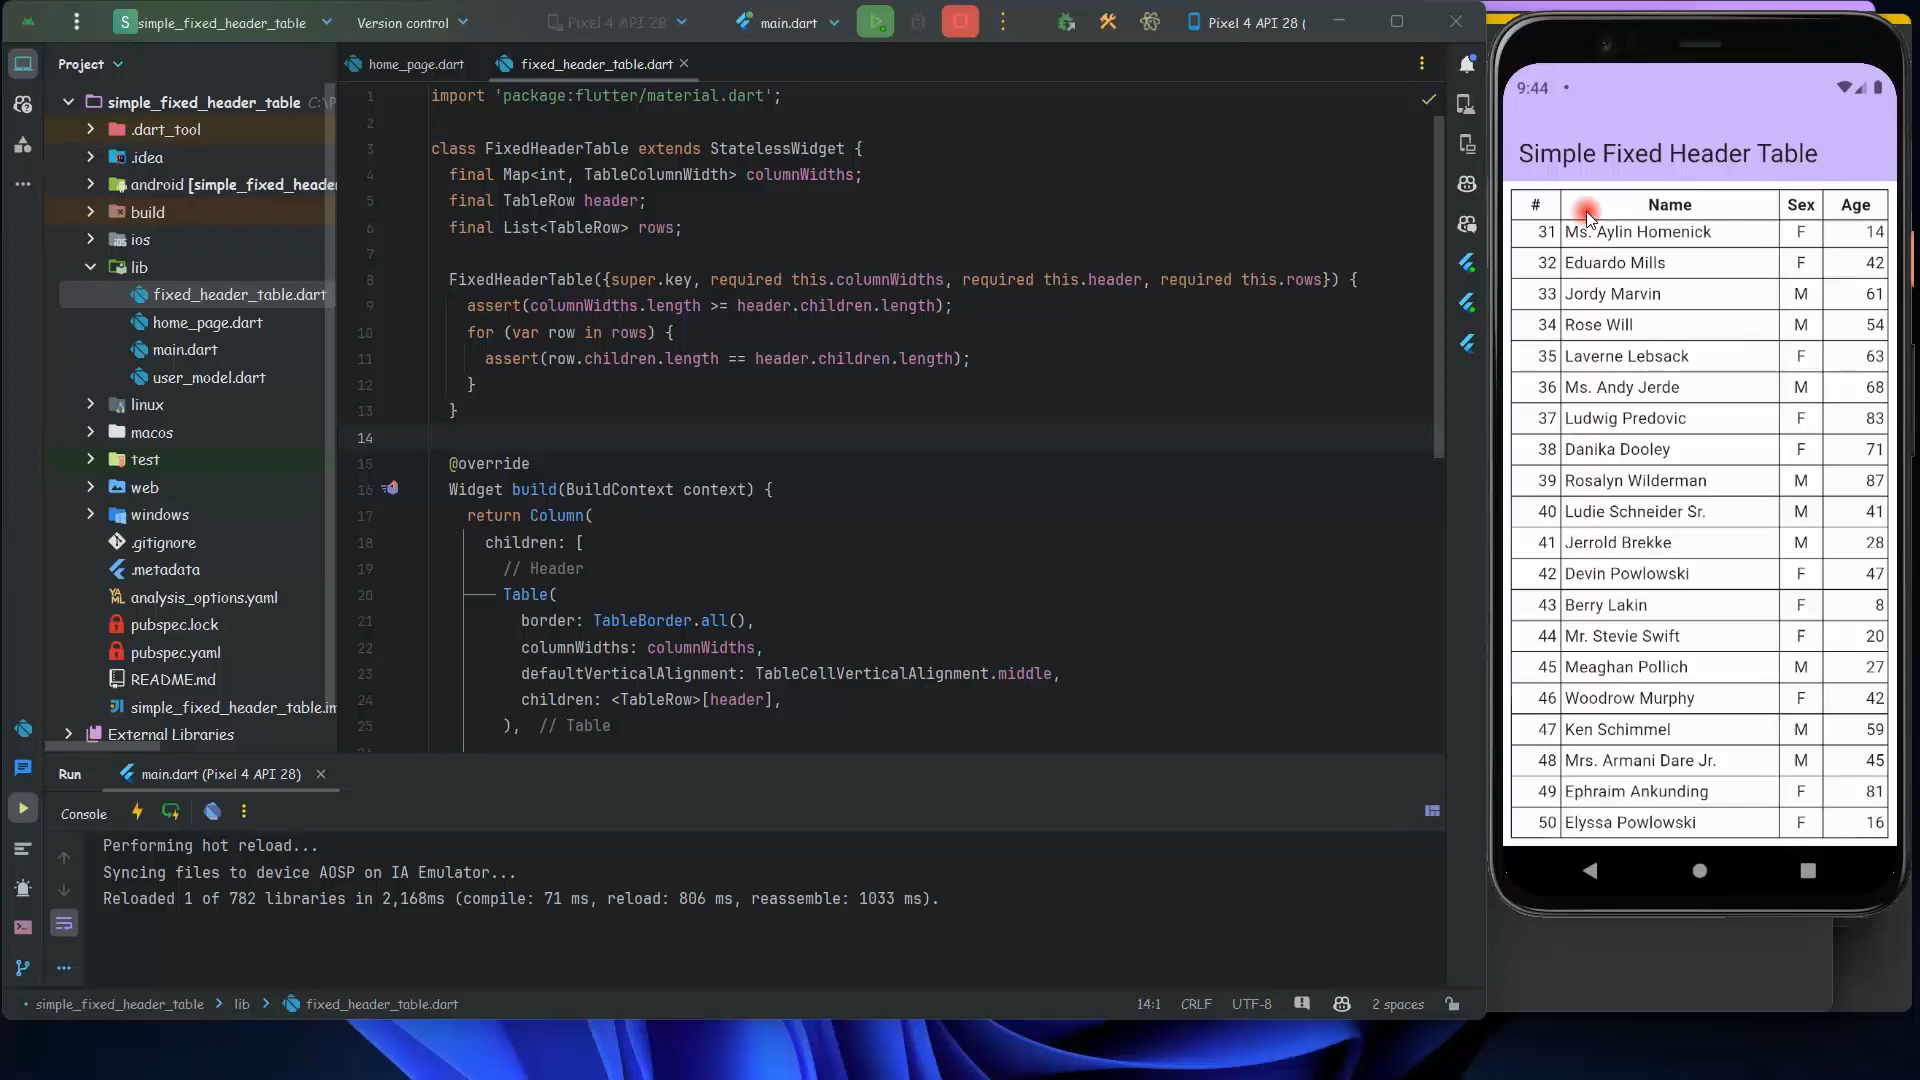 simple_fixed_header_table
Version control
Pixel 4 API 28
main.dart
Pixel 4 API 28 (
Project
home_page.dart
fixed_header_table.dart
simple_fixed_header_table C:\P
.dart_tool
.idea
android [simple_fixed_heade
build
ios
lib
fixed_header_table.dart
home_page.dart
main.dart
user_model.dart
linux
macos
test
web
windows
.gitignore
.metadata
analysis_options.yaml
pubspec.lock
pubspec.yaml
README.md
simple_fixed_header_table.im
External Libraries
1 import 'package:flutter/material.dart';
2
3 class FixedHeaderTable extends StatelessWidget {
4 final Map<int, TableColumnWidth> columnWidths;
5 final TableRow header;
6 final List<TableRow> rows;
7
8 FixedHeaderTable({super.key, required this.columnWidths, required this.header, required this.rows}) {
9 assert(columnWidths.length >= header.children.length);
10 for (var row in rows) {
11 assert(row.children.length == header.children.length);
12 }
13 }
14
15 @override
16 Widget build(BuildContext context) {
17 return Column(
18 children: [
19 // Header
20 Table(
21 border: TableBorder.all(),
22 columnWidths: columnWidths,
23 defaultVerticalAlignment: TableCellVerticalAlignment.middle,
24 children: <TableRow>[header],
25 ), // Table
Run
main.dart (Pixel 4 API 28)
Console
Performing hot reload...
Syncing files to device AOSP on IA Emulator...
Reloaded 1 of 782 libraries in 2,168ms (compile: 71 ms, reload: 806 ms, reassemble: 1033 ms).
simple_fixed_header_table > lib > fixed_header_table.dart
14:1 CRLF UTF-8 2 spaces
9:44
Simple Fixed Header Table
# Name Sex Age
31 Ms. Aylin Homenick F 14
32 Eduardo Mills F 42
33 Jordy Marvin M 61
34 Rose Will M 54
35 Laverne Lebsack F 63
36 Ms. Andy Jerde M 68
37 Ludwig Predovic F 83
38 Danika Dooley F 71
39 Rosalyn Wilderman M 87
40 Ludie Schneider Sr. M 41
41 Jerrold Brekke M 28
42 Devin Powlowski F 47
43 Berry Lakin F 8
44 Mr. Stevie Swift F 20
45 Meaghan Pollich M 27
46 Woodrow Murphy F 42
47 Ken Schimmel M 59
48 Mrs. Armani Dare Jr. M 45
49 Ephraim Ankunding F 81
50 Elyssa Powlowski F 16